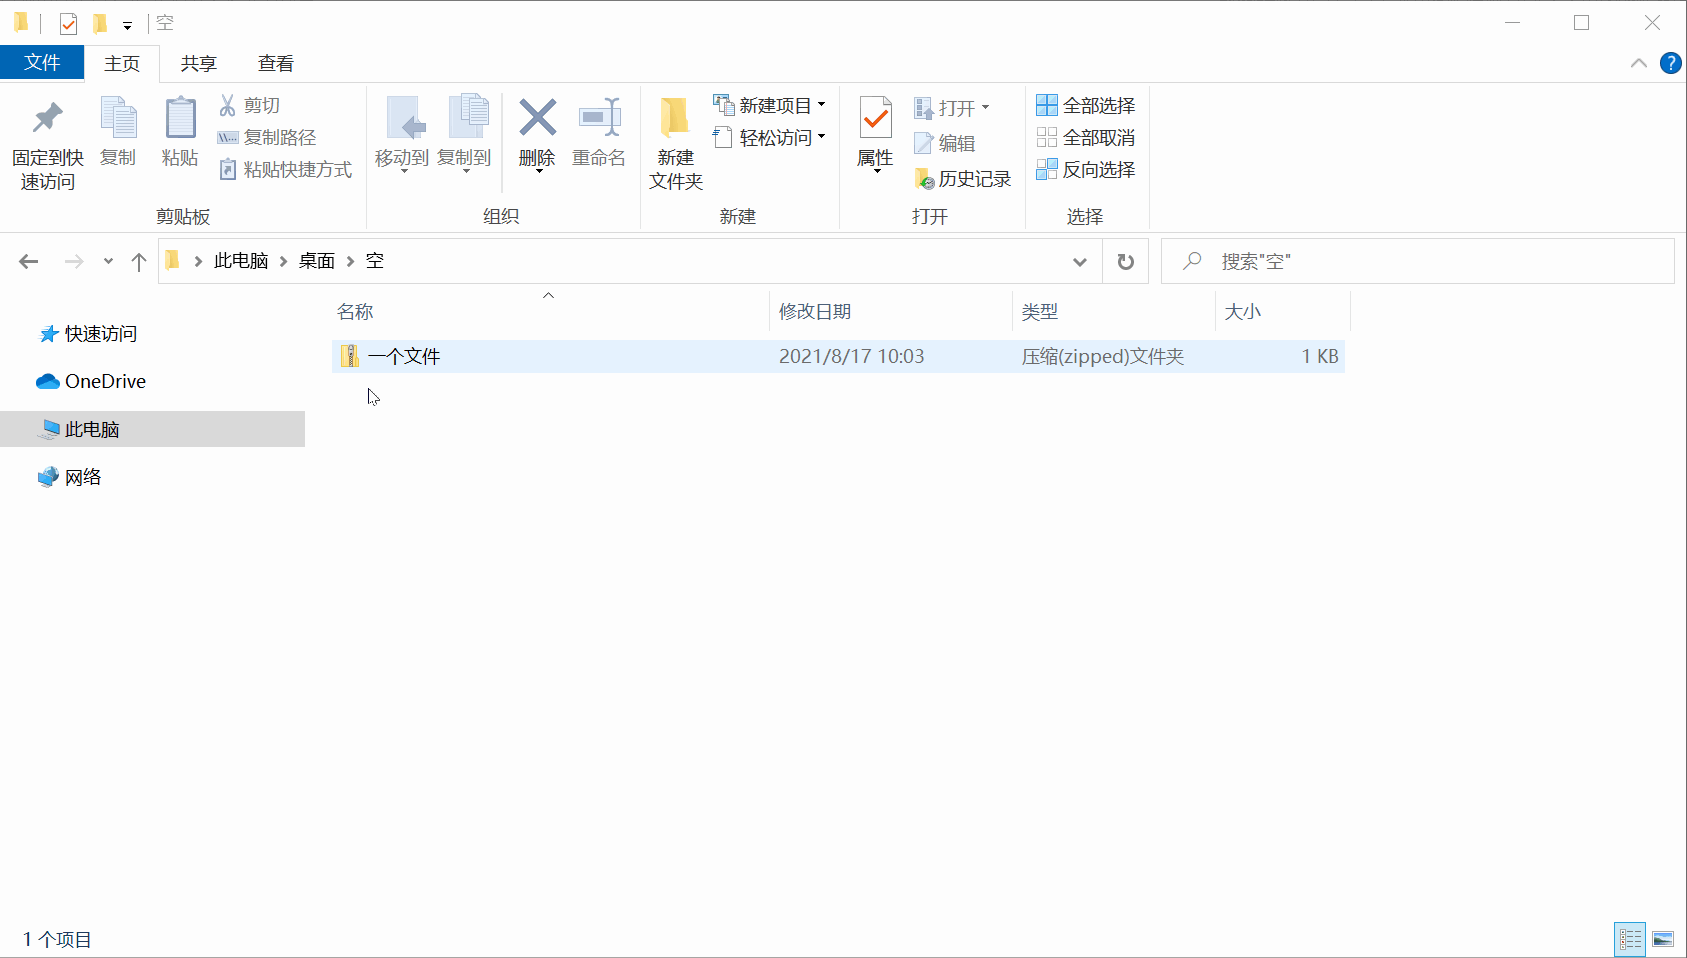 空
文件 主页 共享 查看
固定到快
速访问
复制
粘贴
剪切
复制路径
粘贴快捷方式
剪贴板
移动到
复制到
删除
重命名
组织
新建
文件夹
新建项目
轻松访问
新建
属性
打开
编辑
历史记录
打开
全部选择
全部取消
反向选择
选择
此电脑 桌面 空
搜索"空"
名称 修改日期 类型 大小
一个文件 2021/8/17 10:03 压缩(zipped)文件夹 1 KB
快速访问
OneDrive
此电脑
网络
1 个项目